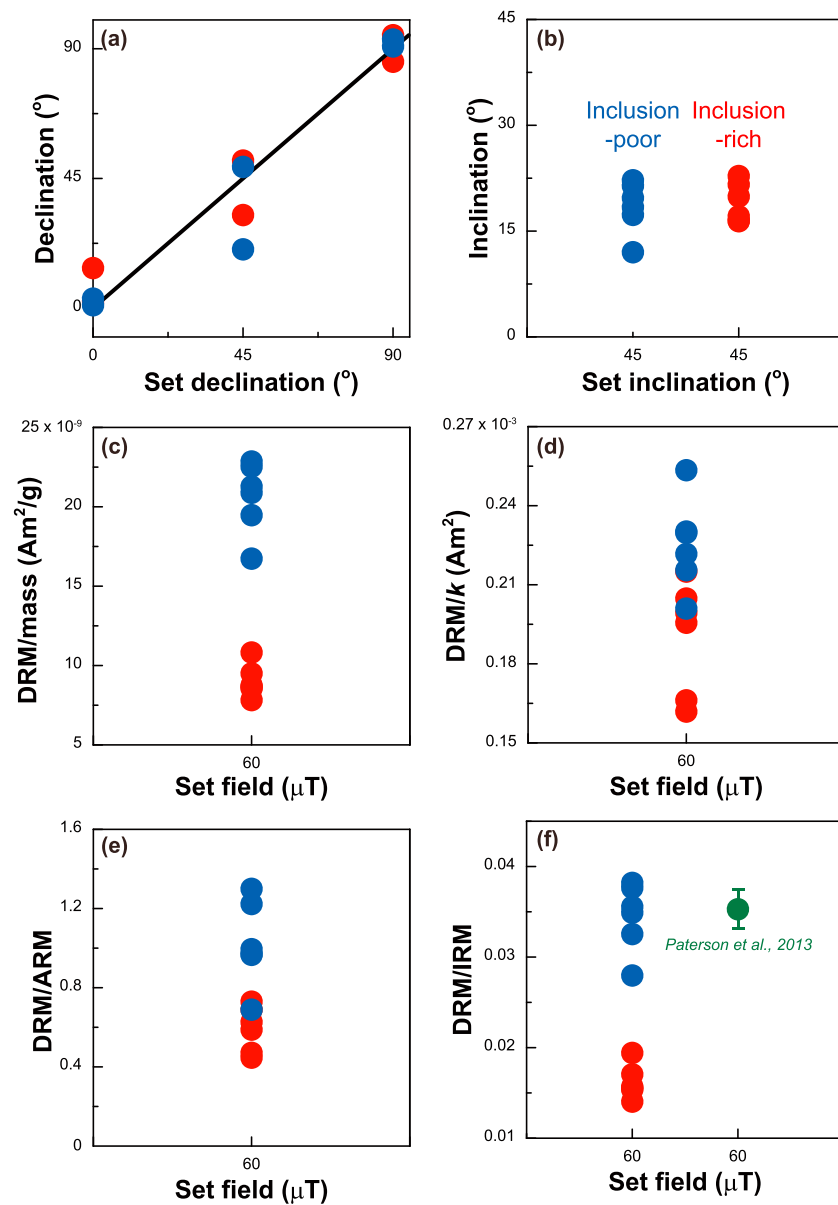 (a)
90
45
0
Declination (°)
0
45
90
Set declination (°)
(b)
45
30
15
0
Inclination (°)
Inclusion
-poor
Inclusion
-rich
45
45
Set inclination (°)
(c)
25 x 10⁻⁹
20
15
10
5
DRM/mass (Am²/g)
60
Set field (μT)
(d)
0.27 x 10⁻³
0.24
0.21
0.18
0.15
DRM/k (Am²)
60
Set field (μT)
(e)
1.6
1.2
0.8
0.4
0
DRM/ARM
60
Set field (μT)
(f)
0.04
0.03
0.02
0.01
DRM/IRM
Paterson et al., 2013
60
60
Set field (μT)